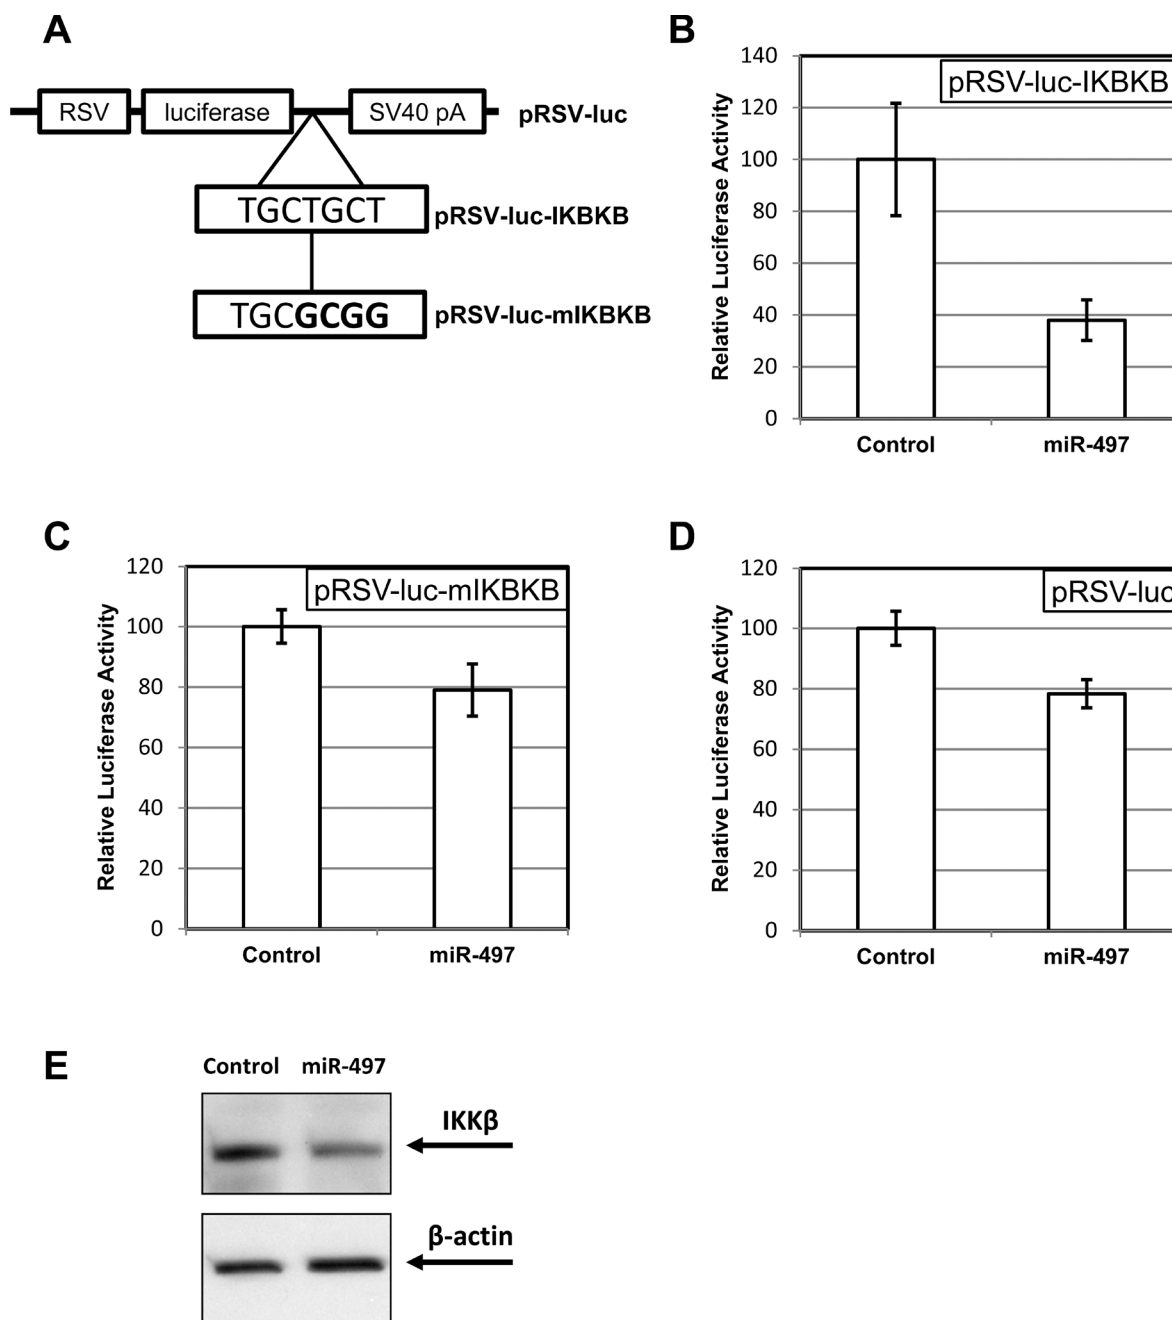 A
RSV luciferase SV40 pA pRSV-luc
TGCTGCT pRSV-luc-IKBKB
TGCGCGG pRSV-luc-mIKBKB
B
pRSV-luc-IKBKB
Relative Luciferase Activity
140
120
100
80
60
40
20
0
Control miR-497
C
pRSV-luc-mIKBKB
Relative Luciferase Activity
120
100
80
60
40
20
0
Control miR-497
D
pRSV-luc
Relative Luciferase Activity
120
100
80
60
40
20
0
Control miR-497
E
Control miR-497
IKKβ
β-actin